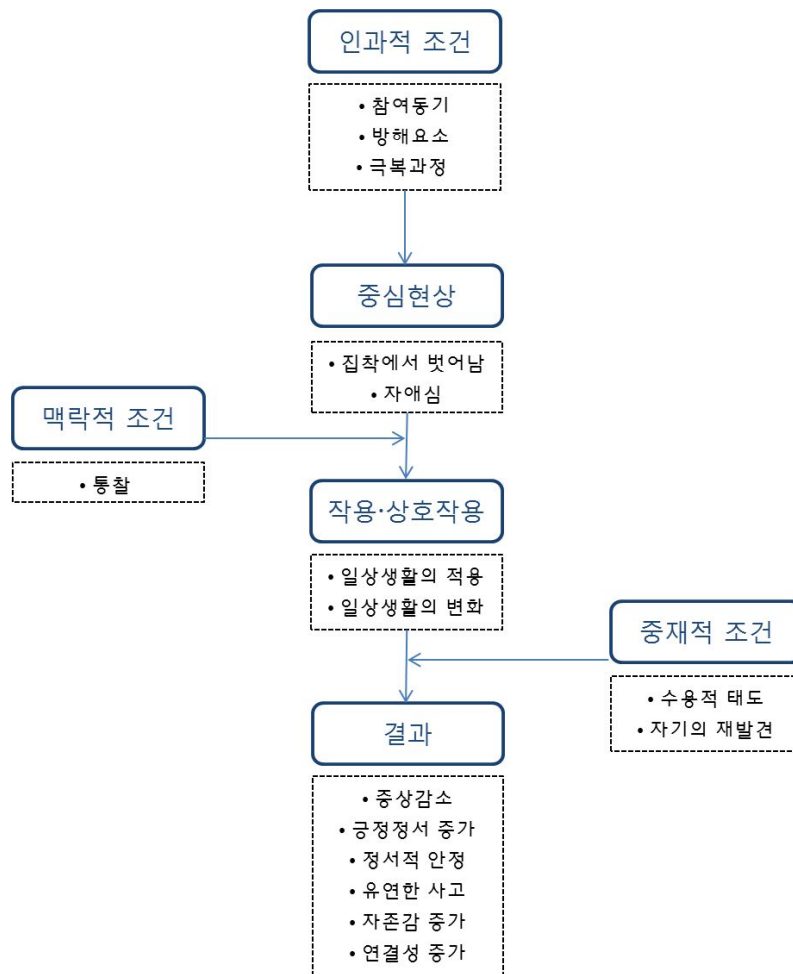 인과적 조건
• 참여동기
• 방해요소
• 극복과정
중심현상
• 집착에서 벗어남
• 자애심
맥락적 조건
• 통찰
작용·상호작용
• 일상생활의 적용
• 일상생활의 변화
중재적 조건
• 수용적 태도
• 자기의 재발견
결과
• 증상감소
• 긍정정서 증가
• 정서적 안정
• 유연한 사고
• 자존감 증가
• 연결성 증가